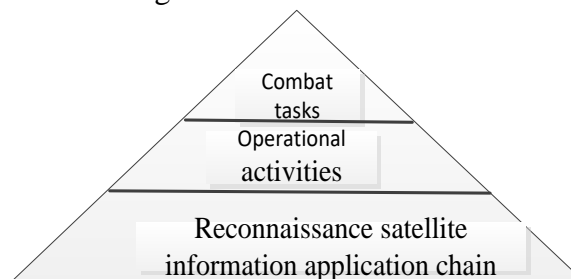 Combat
tasks
Operational
activities
Reconnaissance satellite
information application chain